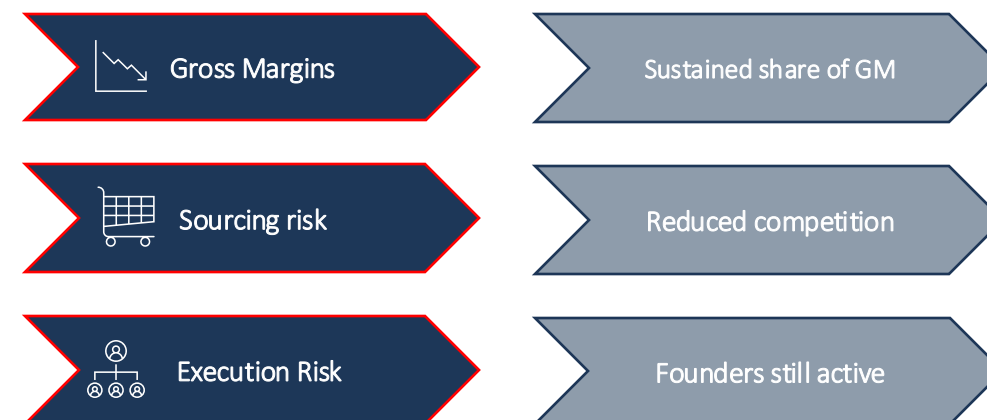 Gross Margins
Sustained share of GM
Sourcing risk
Reduced competition
Execution Risk
Founders still active